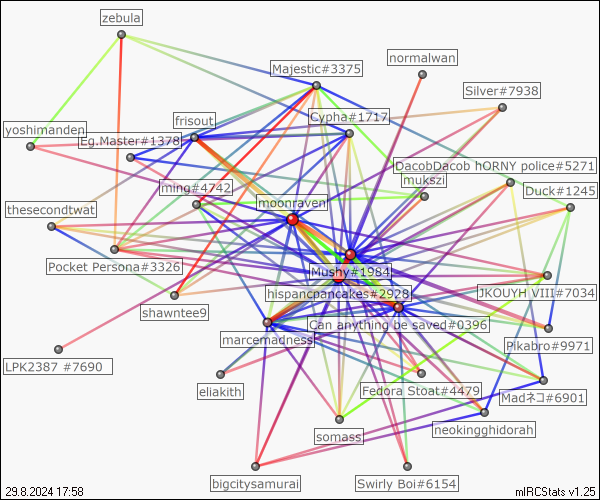 zebula
normalwan
Majestic#3375
Silver#7938
Cypha#1717
frisout
yoshimanden
Eg.Master#1378
DacobDacob hORNY police#5271
mukszi
ming#4742
Duck#1245
moonraven
thesecondtwat
Pocket Persona#3326
Mushy#1984
hispancpancakes#2928
JKOUYH VIII#7034
shawntee9
Can anything be saved#0396
marcemadness
Pikabro#9971
LPK2387 #7690
eliakith
Fedora Stoat#4479
Madネコ#6901
somass
neokingghidorah
bigcitysamurai
Swirly Boi#6154
29.8.2024 17:58
mIRCStats v1.25